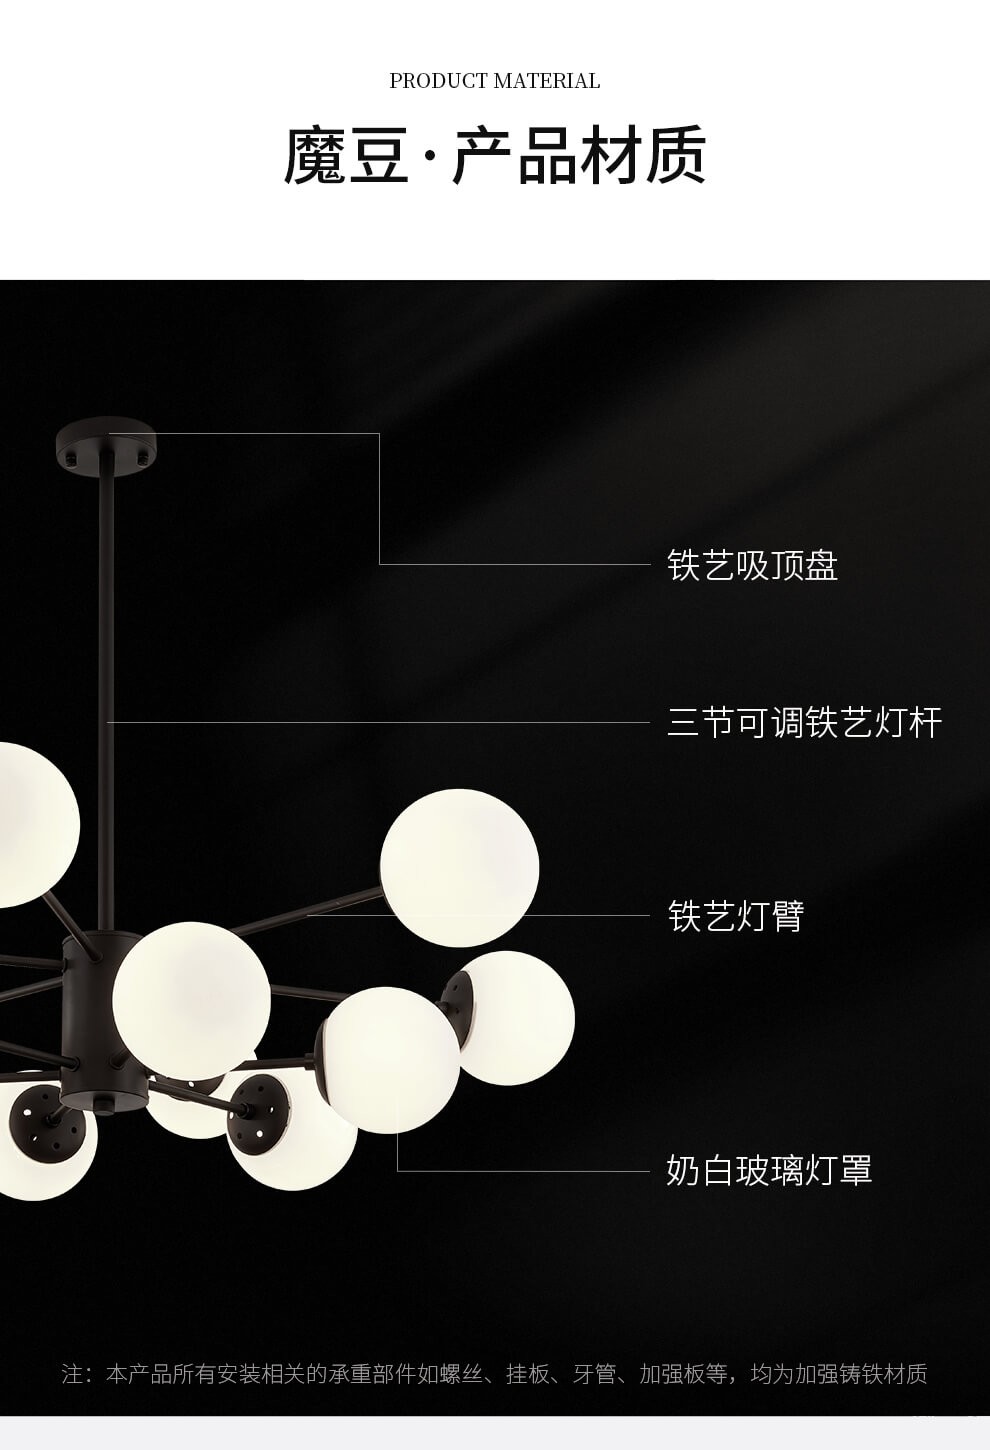 PRODUCT MATERIAL
魔豆·产品材质
铁艺吸顶盘
三节可调铁艺灯杆
铁艺灯臂
奶白玻璃灯罩
注：本产品所有安装相关的承重部件如螺丝、挂板、牙管、加强板等，均为加强铸铁材质